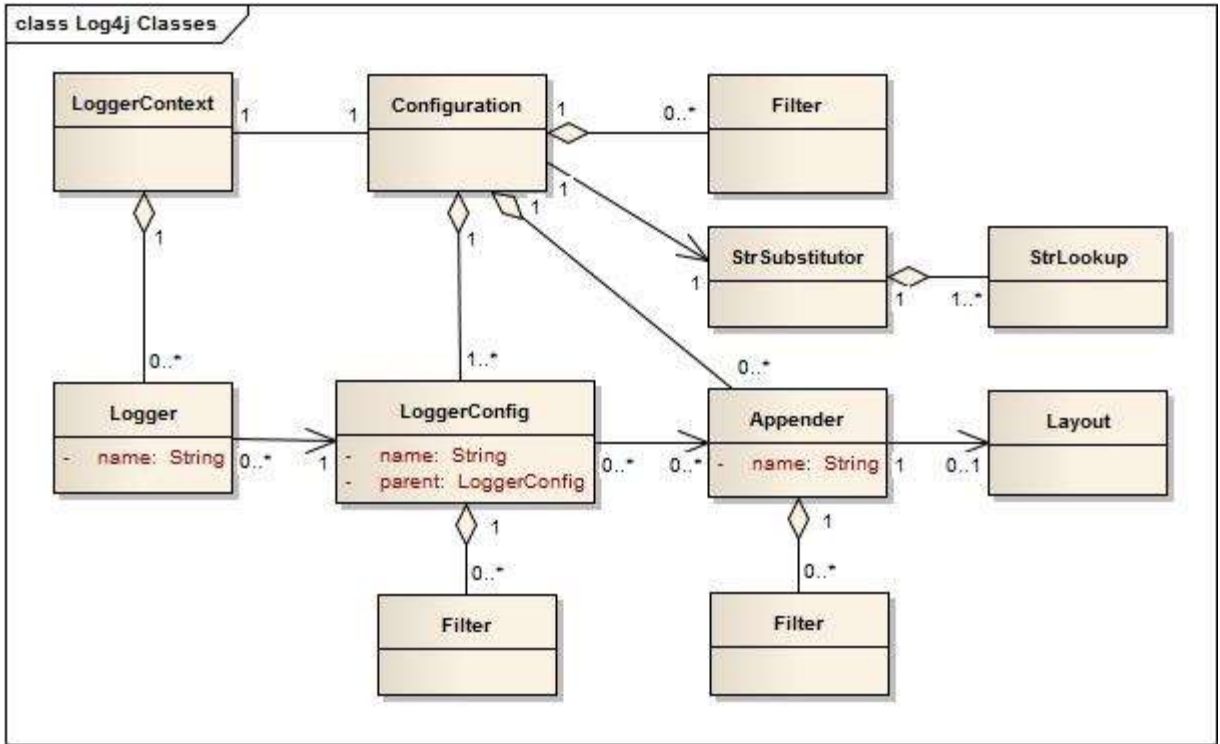 class Log4j Classes
LoggerContext
1
1
Configuration
1
0..*
Filter
1
1
1
1
1
StrSubstitutor
1
1..*
StrLookup
0..*
1..*
0..*
Logger
- name: String
0..*
1
LoggerConfig
- name: String
- parent: LoggerConfig
0..*
0..*
Appender
- name: String
1
0..1
Layout
1
0..*
Filter
1
0..*
Filter